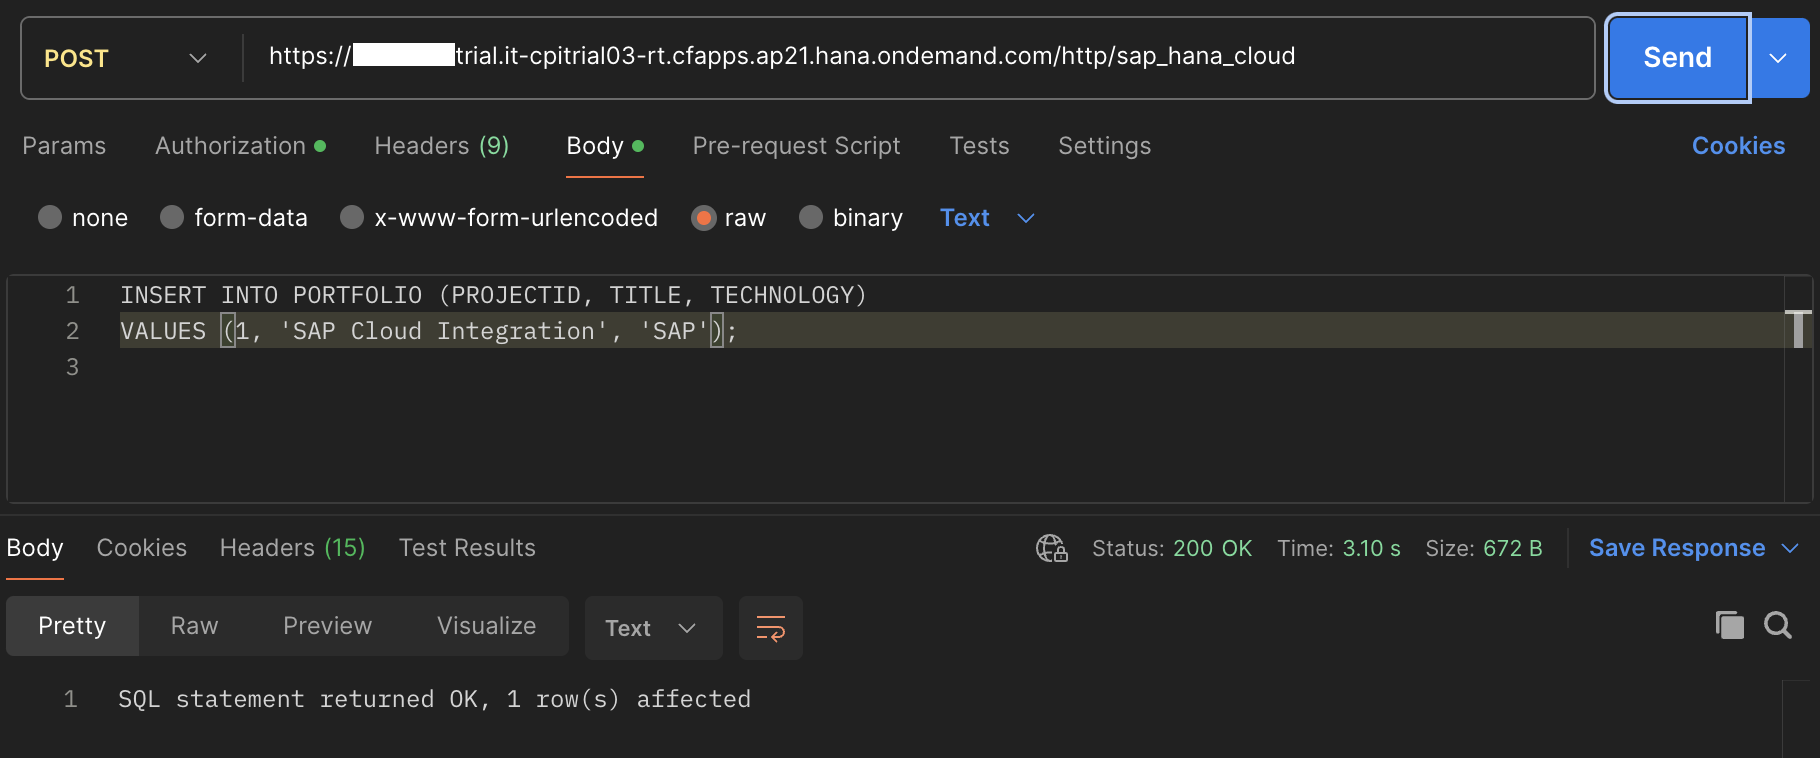 POST https:// trial.it-cpitrial03-rt.cfapps.ap21.hana.ondemand.com/http/sap_hana_cloud Send
Params Authorization Headers (9) Body Pre-request Script Tests Settings Cookies
none form-data x-www-form-urlencoded raw binary Text
1 INSERT INTO PORTFOLIO (PROJECTID, TITLE, TECHNOLOGY)
2 VALUES (1, 'SAP Cloud Integration', 'SAP');
3
Body Cookies Headers (15) Test Results Status: 200 OK Time: 3.10 s Size: 672 B Save Response
Pretty Raw Preview Visualize Text
1 SQL statement returned OK, 1 row(s) affected